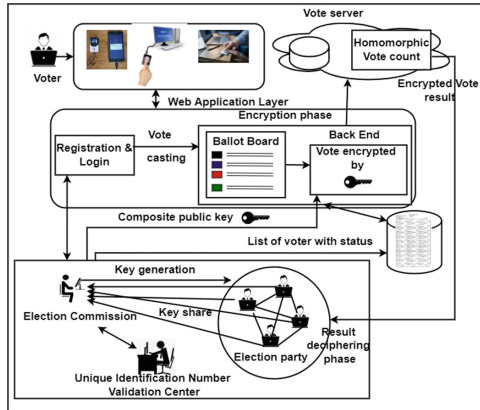 Vote server
Voter
Homomorphic
Vote count
Encrypted Vote
result
Web Application Layer
Encryption phase
Registration &
Login
Vote
casting
Ballot Board
Back End
Vote encrypted
by
Composite public key
List of voter with status
Key generation
Election Commission
Key share
Election party
Result
deciphering
phase
Unique Identification Number
Validation Center